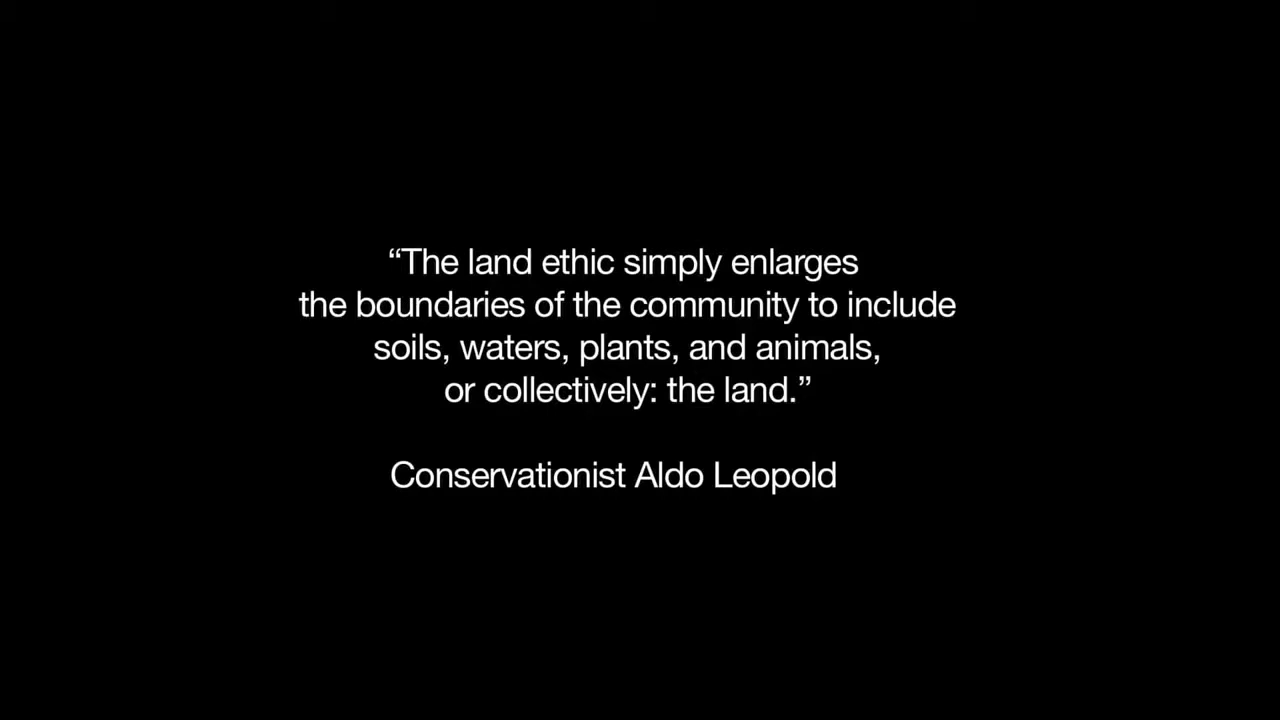 “The land ethic simply enlarges
the boundaries of the community to include
soils, waters, plants, and animals,
or collectively: the land.”
Conservationist Aldo Leopold